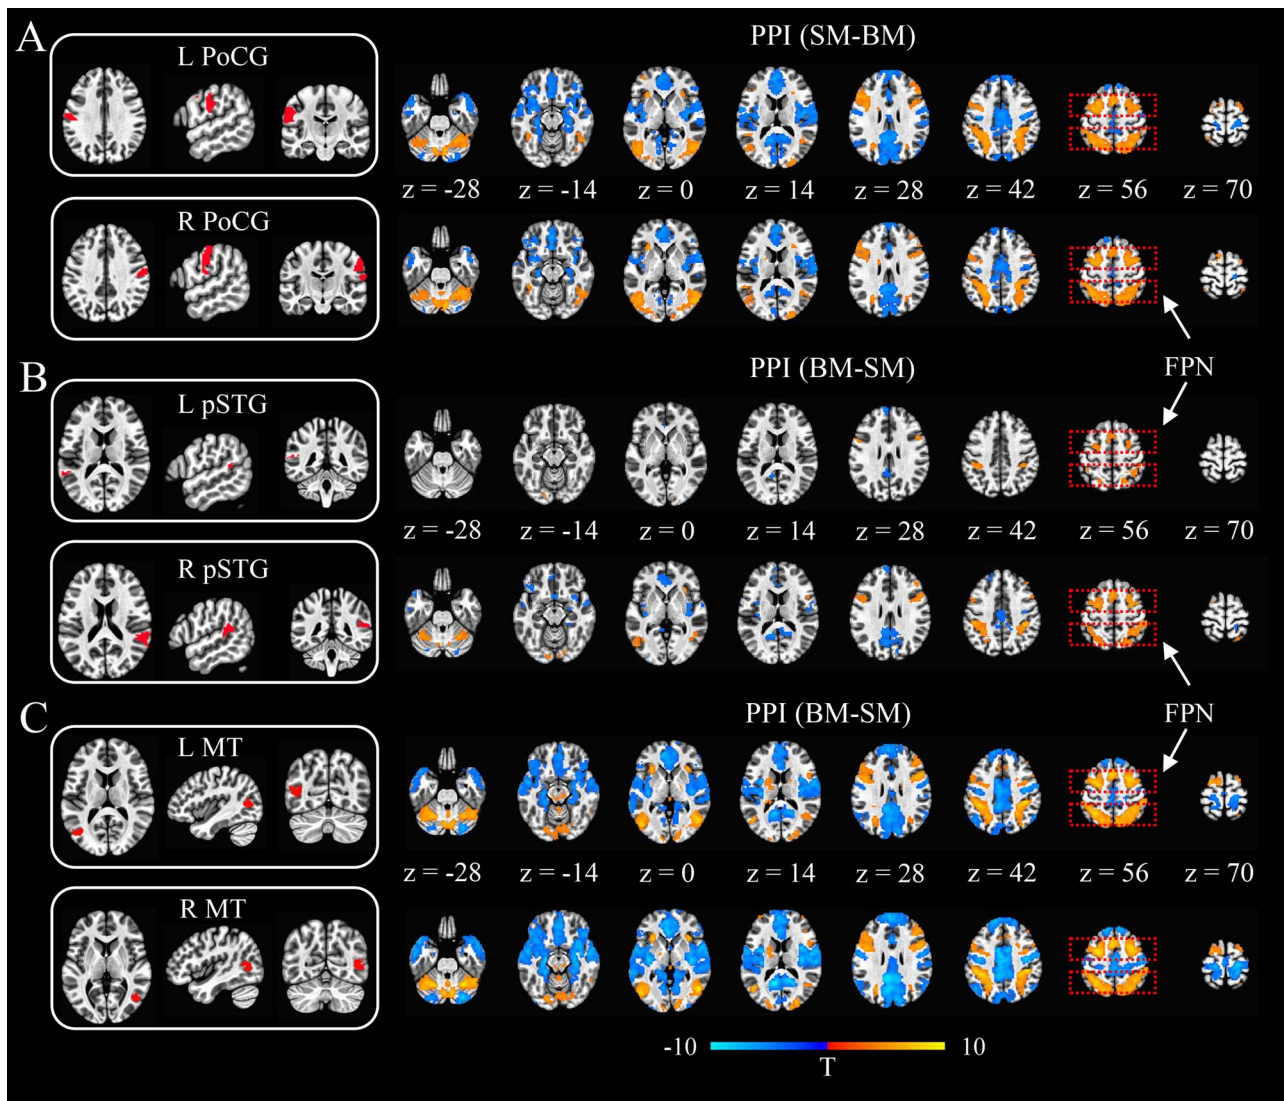 A
L PoCG
PPI (SM-BM)
z = -28 z = -14 z = 0 z = 14 z = 28 z = 42 z = 56 z = 70
R PoCG
B
PPI (BM-SM)
FPN
L pSTG
z = -28 z = -14 z = 0 z = 14 z = 28 z = 42 z = 56 z = 70
R pSTG
C
PPI (BM-SM)
FPN
L MT
z = -28 z = -14 z = 0 z = 14 z = 28 z = 42 z = 56 z = 70
R MT
-10 10
T